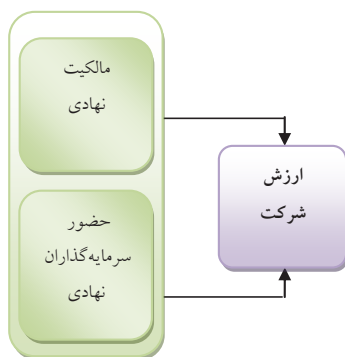 مالکیت
نهادی
ارزش
شرکت
حضور
سرمایه‌گذاران
نهادی